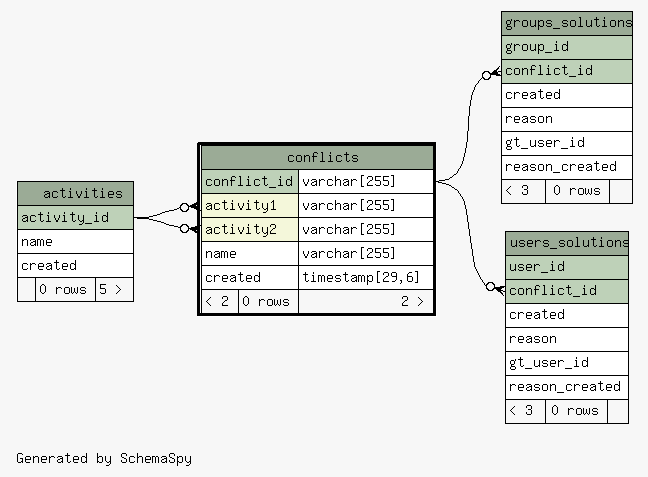 groups_solutions
group_id
conflict_id
created
reason
gt_user_id
reason_created
< 3 0 rows
conflicts
conflict_id varchar[255]
activity1 varchar[255]
activity2 varchar[255]
name varchar[255]
created timestamp[29,6]
< 2 0 rows 2 >
activities
activity_id
name
created
0 rows 5 >
users_solutions
user_id
conflict_id
created
reason
gt_user_id
reason_created
< 3 0 rows
Generated by SchemaSpy